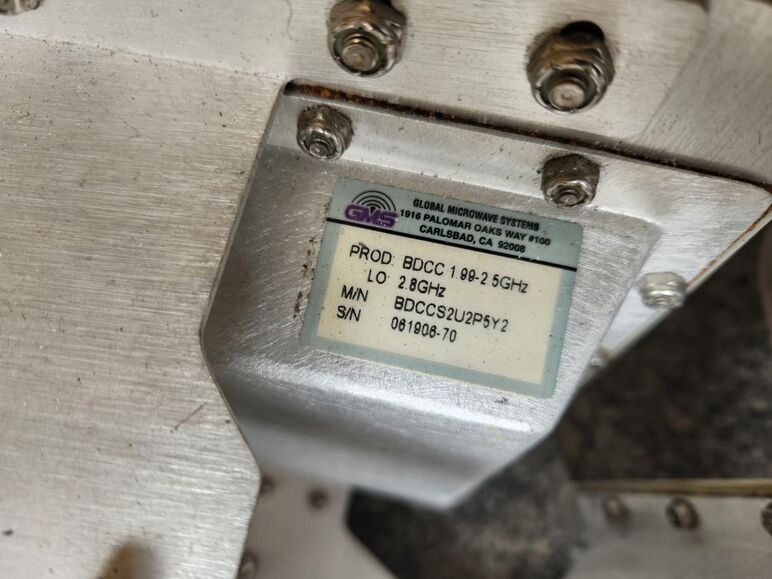 GMS
GLOBAL MICROWAVE SYSTEMS
1916 PALOMAR OAKS WAY #100
CARLSBAD, CA 92008
PROD: BDCC 1.99-2.5GHz
LO 2.8GHz
M/N BDCCS2U2P5Y2
S/N 061906-70